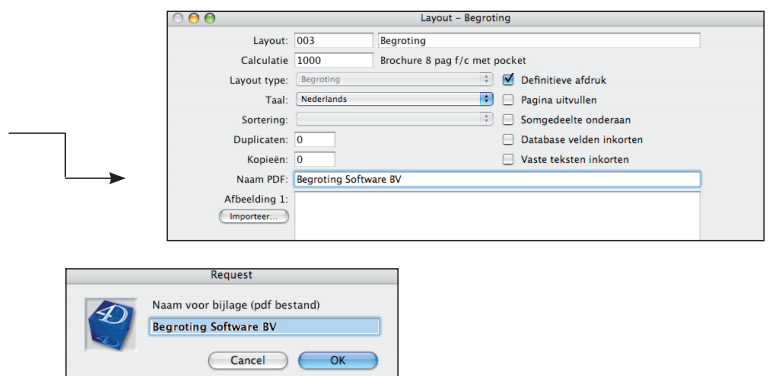 Layout – Begroting
Layout: 003 Begroting
Calculatie 1000 Brochure 8 pag f/c met pocket
Layout type: Begroting Definitieve afdruk
Taal: Nederlands Pagina uitvullen
Sortering: Somgedeelte onderaan
Duplicaten: 0 Database velden inkorten
Kopieën: 0 Vaste teksten inkorten
Naam PDF: Begroting Software BV
Afbeelding 1:
Importeer...
Request
4D
Naam voor bijlage (pdf bestand)
Begroting Software BV
Cancel OK